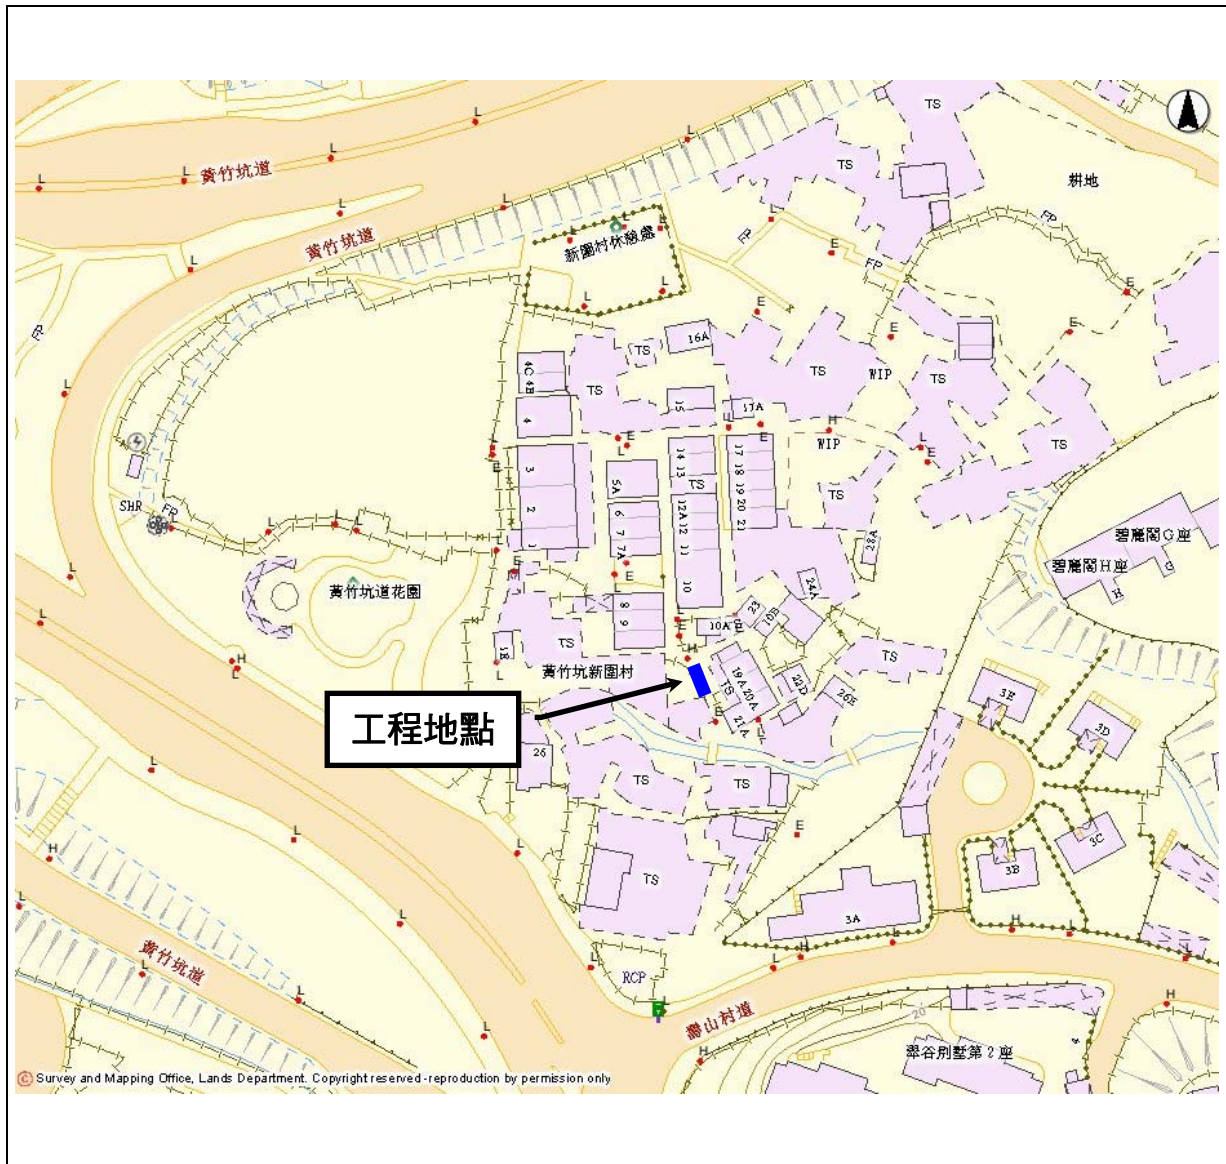 TS
L
黃竹坑道
L
L
L
L
TS
耕地
L
L
黃竹坑道
L
新圍村休憩處
L
L
FP
L
E
FP
FP
E
L
L
E
FP
16A
TS
E
E
4C 4B
TS
TS
WIP
TS
L
15
17A
4
H
L
E
E
L
E
WIP
L
E
TS
L
E
3
5A
14 13
TS
17 18 19 20 21
2
6
7
7A
12A 12
11
TS
SHR
FP
L
L
L
1
L
E
E
28A
碧麗閣G座
碧麗閣H座
G
H
黃竹坑道花園
10
24A
8
9
L
E
10A
23
10B
L
1B
TS
黃竹坑新圍村
H
TS
L
H
L
TS
19A 20A
21A
22D
26E
3E
工程地點
E
L
3D
26
TS
TS
L
L
L
E
H
3C
3B
TS
3A
L
L
H
L
H
L
L
黃竹坑道
L
L
RCP
L
L
H
L
壽山村道
20
H
翠谷別墅第2座
© Survey and Mapping Office, Lands Department. Copyright reserved - reproduction by permission only